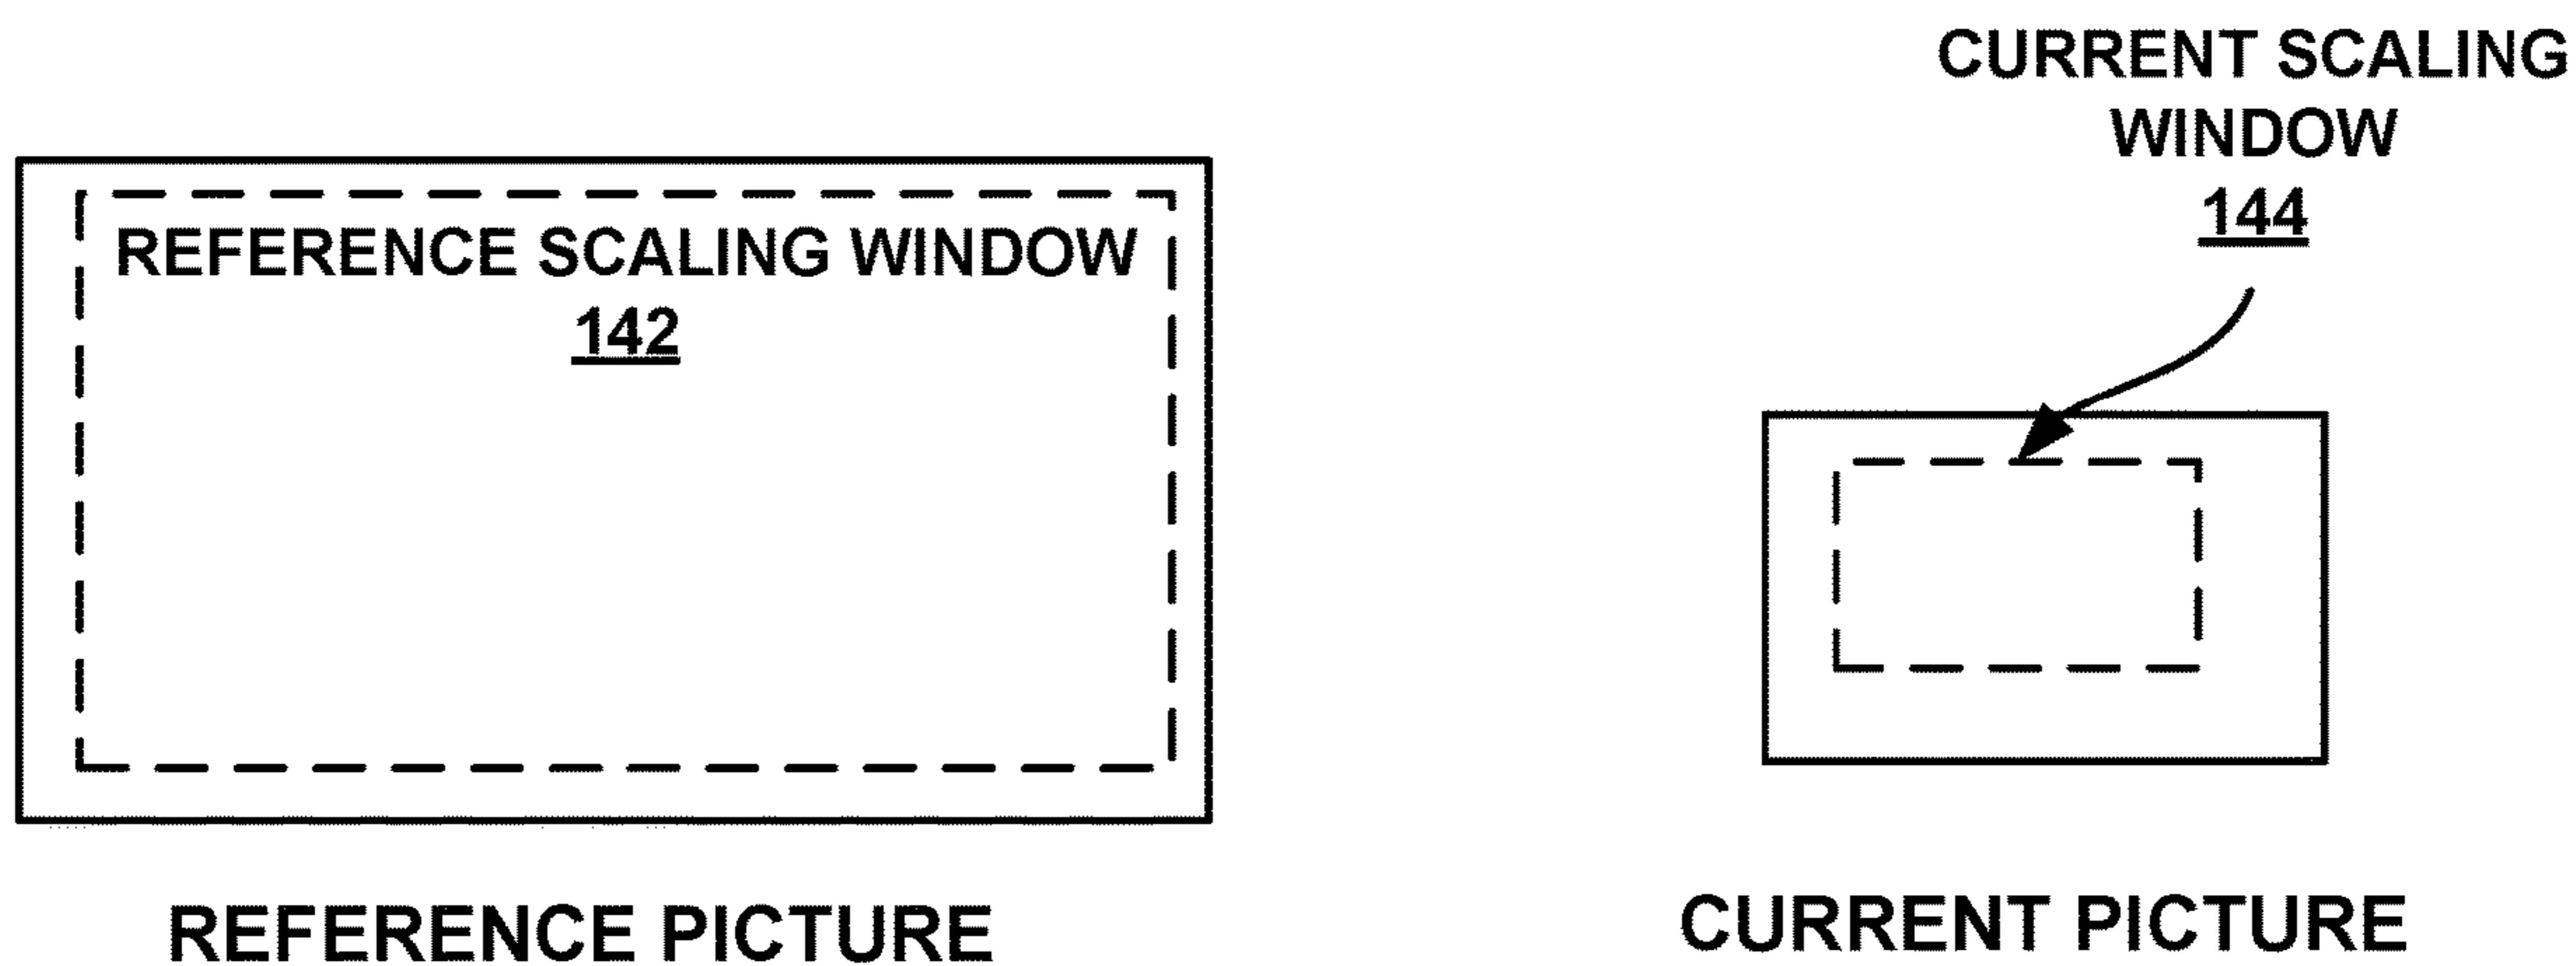 REFERENCE SCALING WINDOW
142
REFERENCE PICTURE
CURRENT SCALING
WINDOW
144
CURRENT PICTURE